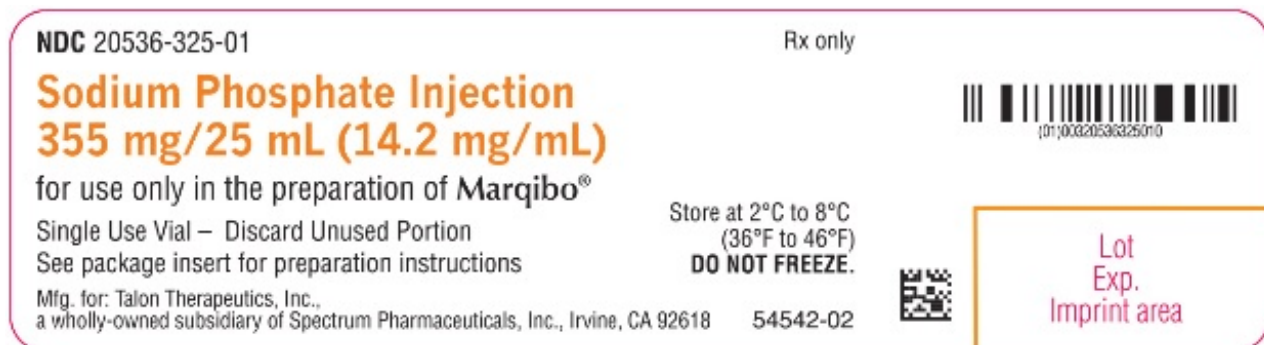 NDC 20536-325-01
Rx only
Sodium Phosphate Injection
355 mg/25 mL (14.2 mg/mL)
for use only in the preparation of Marqibo®
Single Use Vial – Discard Unused Portion
See package insert for preparation instructions
Store at 2°C to 8°C
(36°F to 46°F)
DO NOT FREEZE.
Mfg. for: Talon Therapeutics, Inc.,
a wholly-owned subsidiary of Spectrum Pharmaceuticals, Inc., Irvine, CA 92618
54542-02
(01)00320536325010
Lot
Exp.
Imprint area